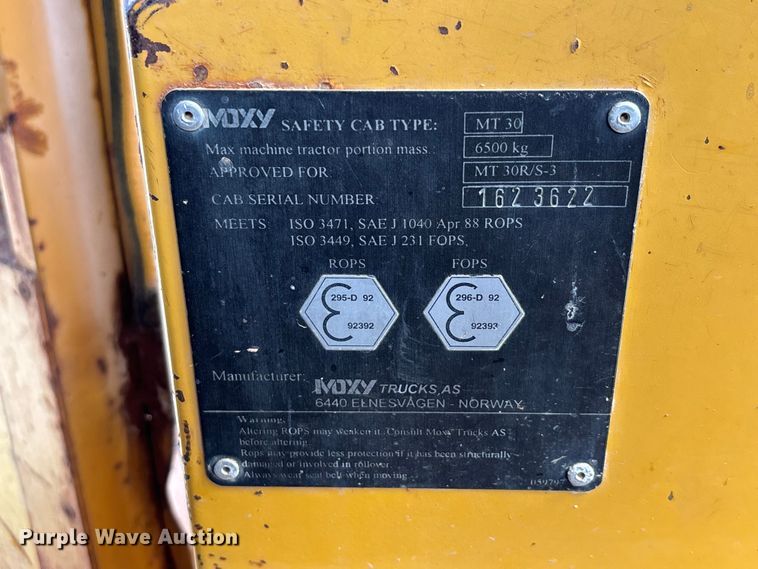 MOXY SAFETY CAB TYPE: MT 30
Max machine tractor portion mass.: 6500 kg
APPROVED FOR MT 30R/S-3
CAB SERIAL NUMBER 1623622
MEETS: ISO 3471, SAE J 1040 Apr 88 ROPS
ISO 3449, SAE J 231 FOPS,
ROPS FOPS
295-D 92 296-D 92
92392 92393
Manufacturer: MOXY TRUCKS AS
6440 ELNESVÅGEN - NORWAY
Warning:
Altering ROPS may weaken it. Consult Moxy Trucks AS
before altering.
Rops may provide less protection if it has been structurally
damaged or involved in rollover.
Always wear seat belt when moving
Purple Wave Auction